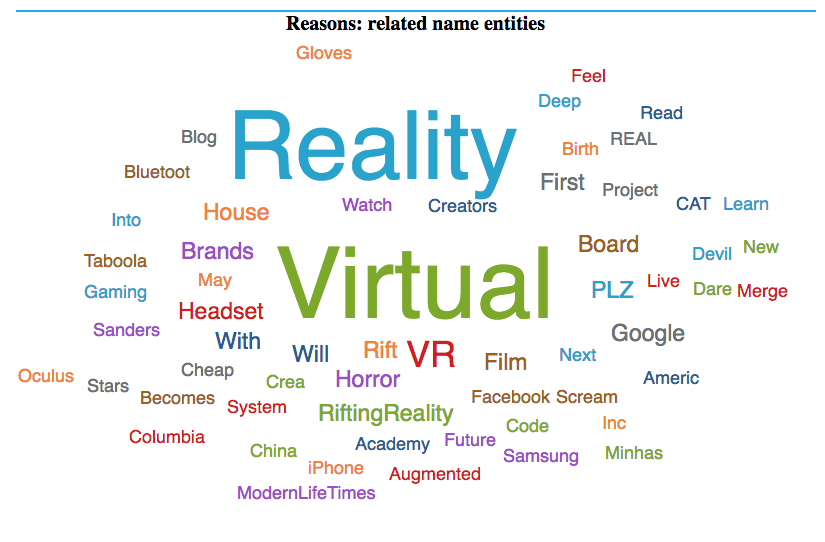 Reasons: related name entities
Gloves
Feel
Deep
Read
Blog
Reality
REAL
Birth
Bluetoot
First
Project
House
Watch
Creators
CAT
Learn
Into
Brands
Board
New
Devil
Taboola
May
Virtual
Live
Gaming
PLZ
Dare
Merge
Headset
Sanders
Google
With
Will
Rift
VR
Film
Next
Oculus
Stars
Cheap
Crea
Horror
Americ
Becomes
Facebook
Scream
System
RiftingReality
Code
Inc
Columbia
China
Academy
Future
Samsung
Minhas
iPhone
Augmented
ModernLifeTimes